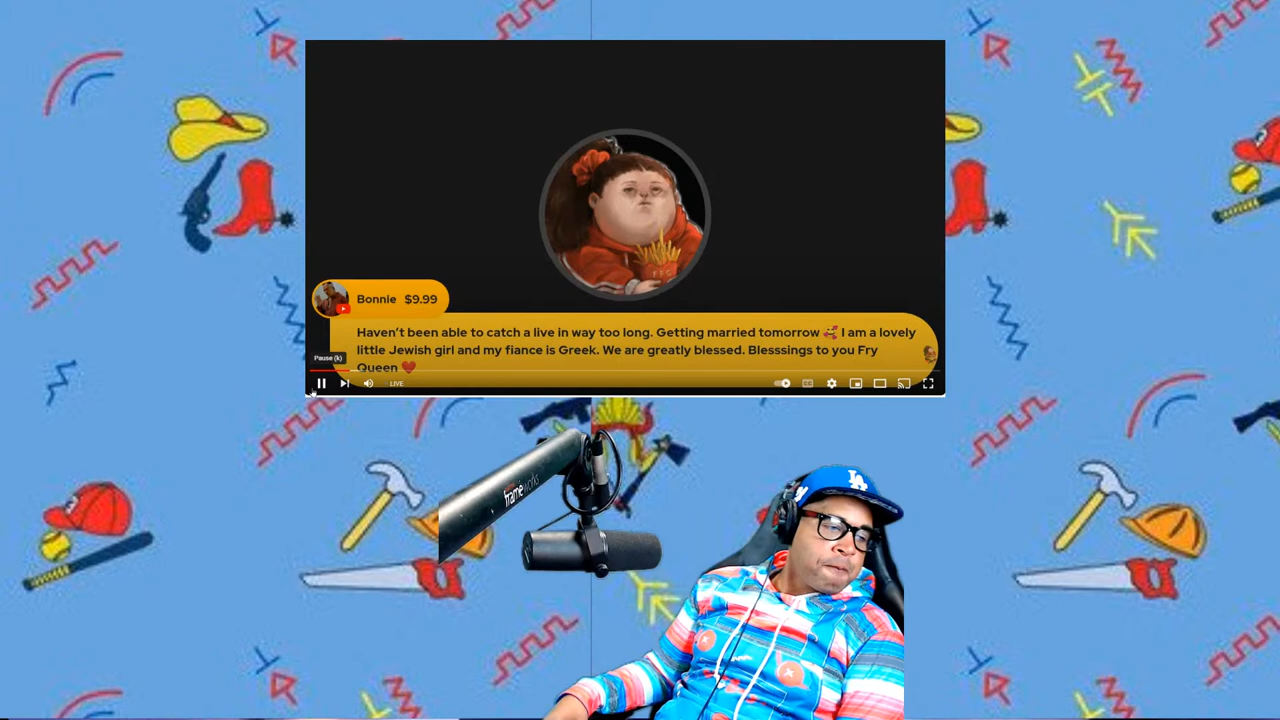 FFC
Bonnie $9.99
Haven't been able to catch a live in way too long. Getting married tomorrow 🥰 I am a lovely
little Jewish girl and my fiance is Greek. We are greatly blessed. Blesssings to you Fry
Queen ❤️
Pause (k)
LIVE
frameworks
LA